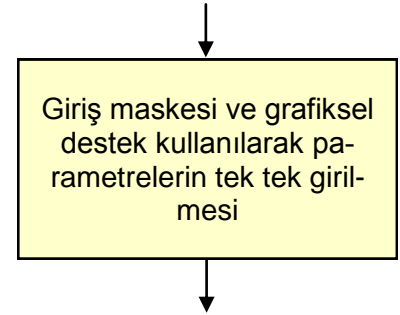 Giriş maskesi ve grafiksel
destek kullanılarak pa-
rametrelerin tek tek giril-
mesi